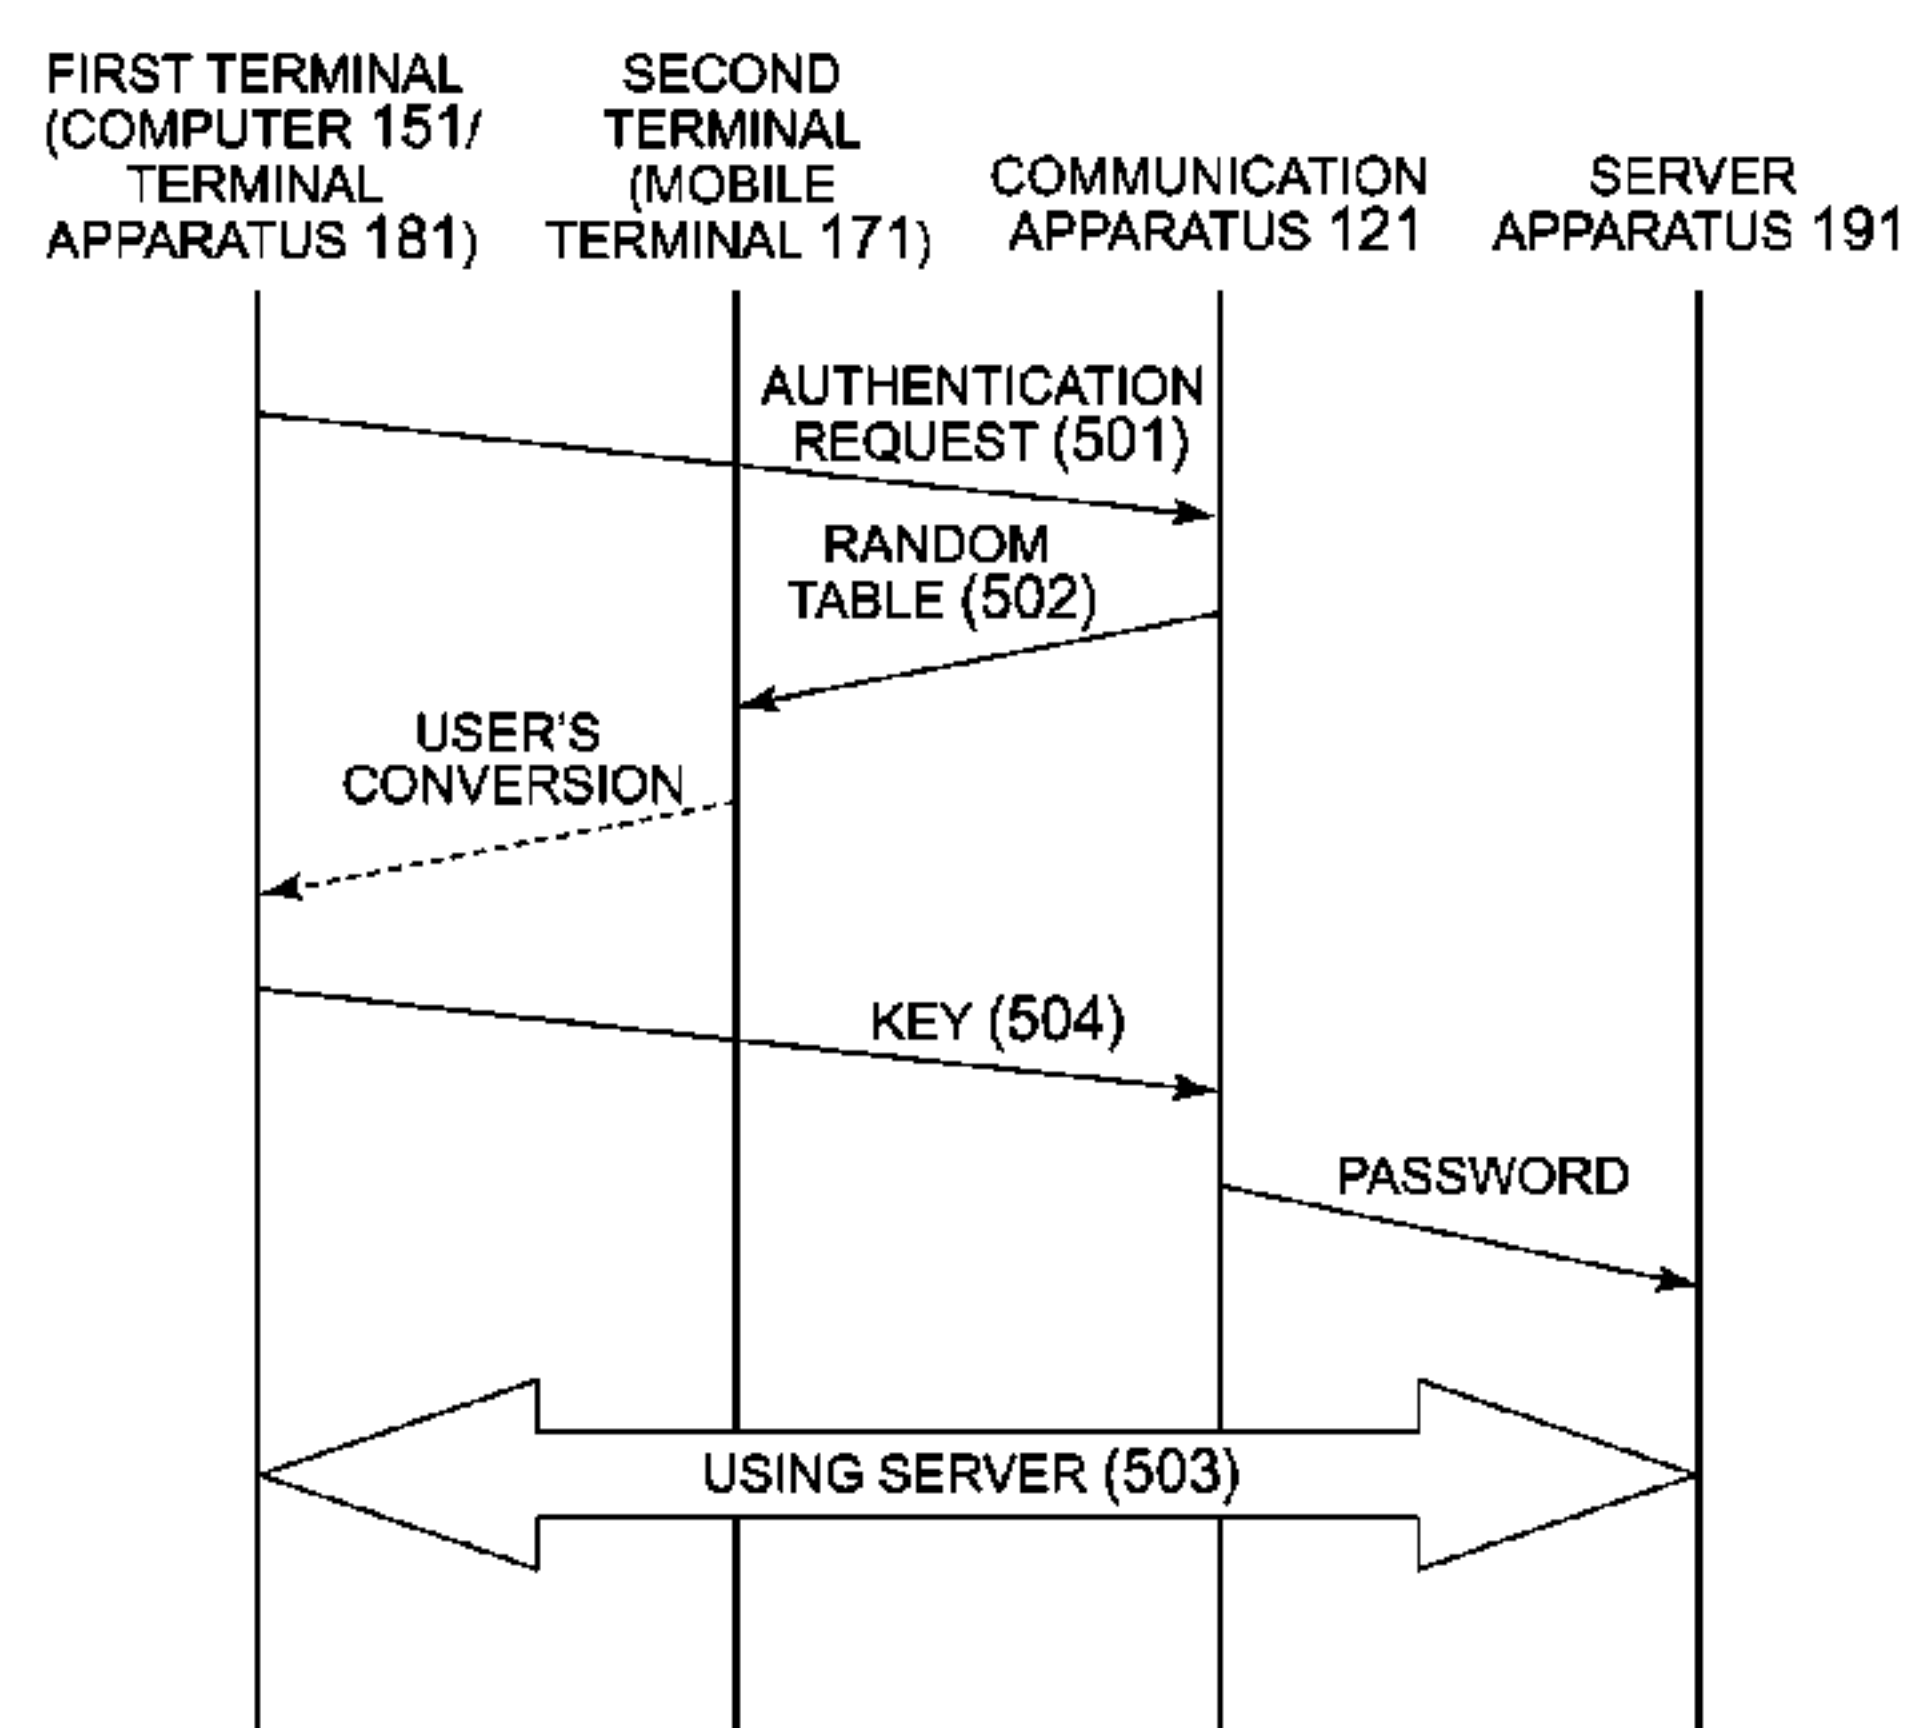 FIRST TERMINAL
(COMPUTER 151/
TERMINAL
APPARATUS 181)
SECOND
TERMINAL
(MOBILE
TERMINAL 171)
COMMUNICATION
APPARATUS 121
SERVER
APPARATUS 191
AUTHENTICATION
REQUEST (501)
RANDOM
TABLE (502)
USER'S
CONVERSION
KEY (504)
PASSWORD
USING SERVER (503)